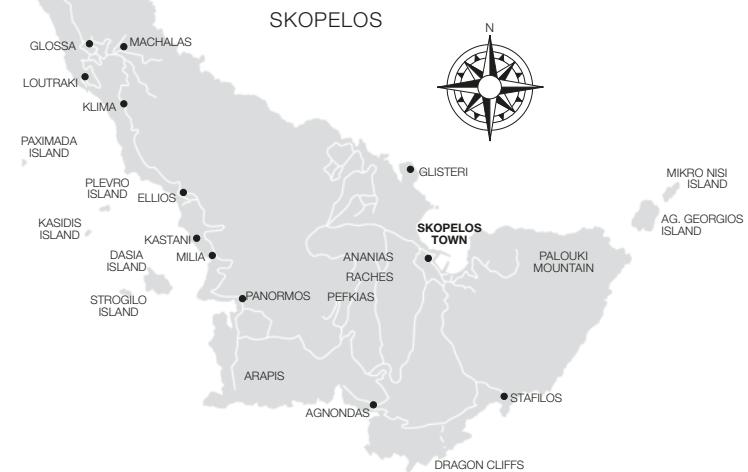 SKOPELOS
N
GLOSSA
MACHALAS
LOUTRAKI
KLIMA
PAXIMADA
ISLAND
GLISTERI
MIKRO NISI
ISLAND
PLEVRO
ISLAND
ELLIOS
AG. GEORGIOS
ISLAND
KASIDIS
ISLAND
SKOPELOS
TOWN
KASTANI
DASIA
ISLAND
MILIA
ANANIAS
PALOUKI
MOUNTAIN
RACHES
STROGILO
ISLAND
PANORMOS
PEFKIAS
ARAPIS
AGNONDAS
STAFILOS
DRAGON CLIFFS